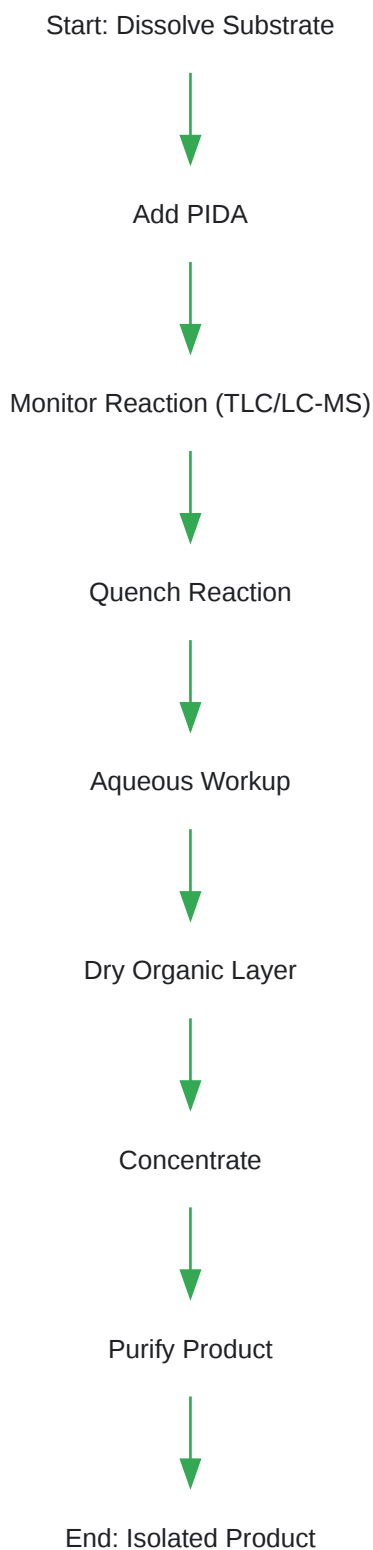 Start: Dissolve Substrate
Add PIDA
Monitor Reaction (TLC/LC-MS)
Quench Reaction
Aqueous Workup
Dry Organic Layer
Concentrate
Purify Product
End: Isolated Product